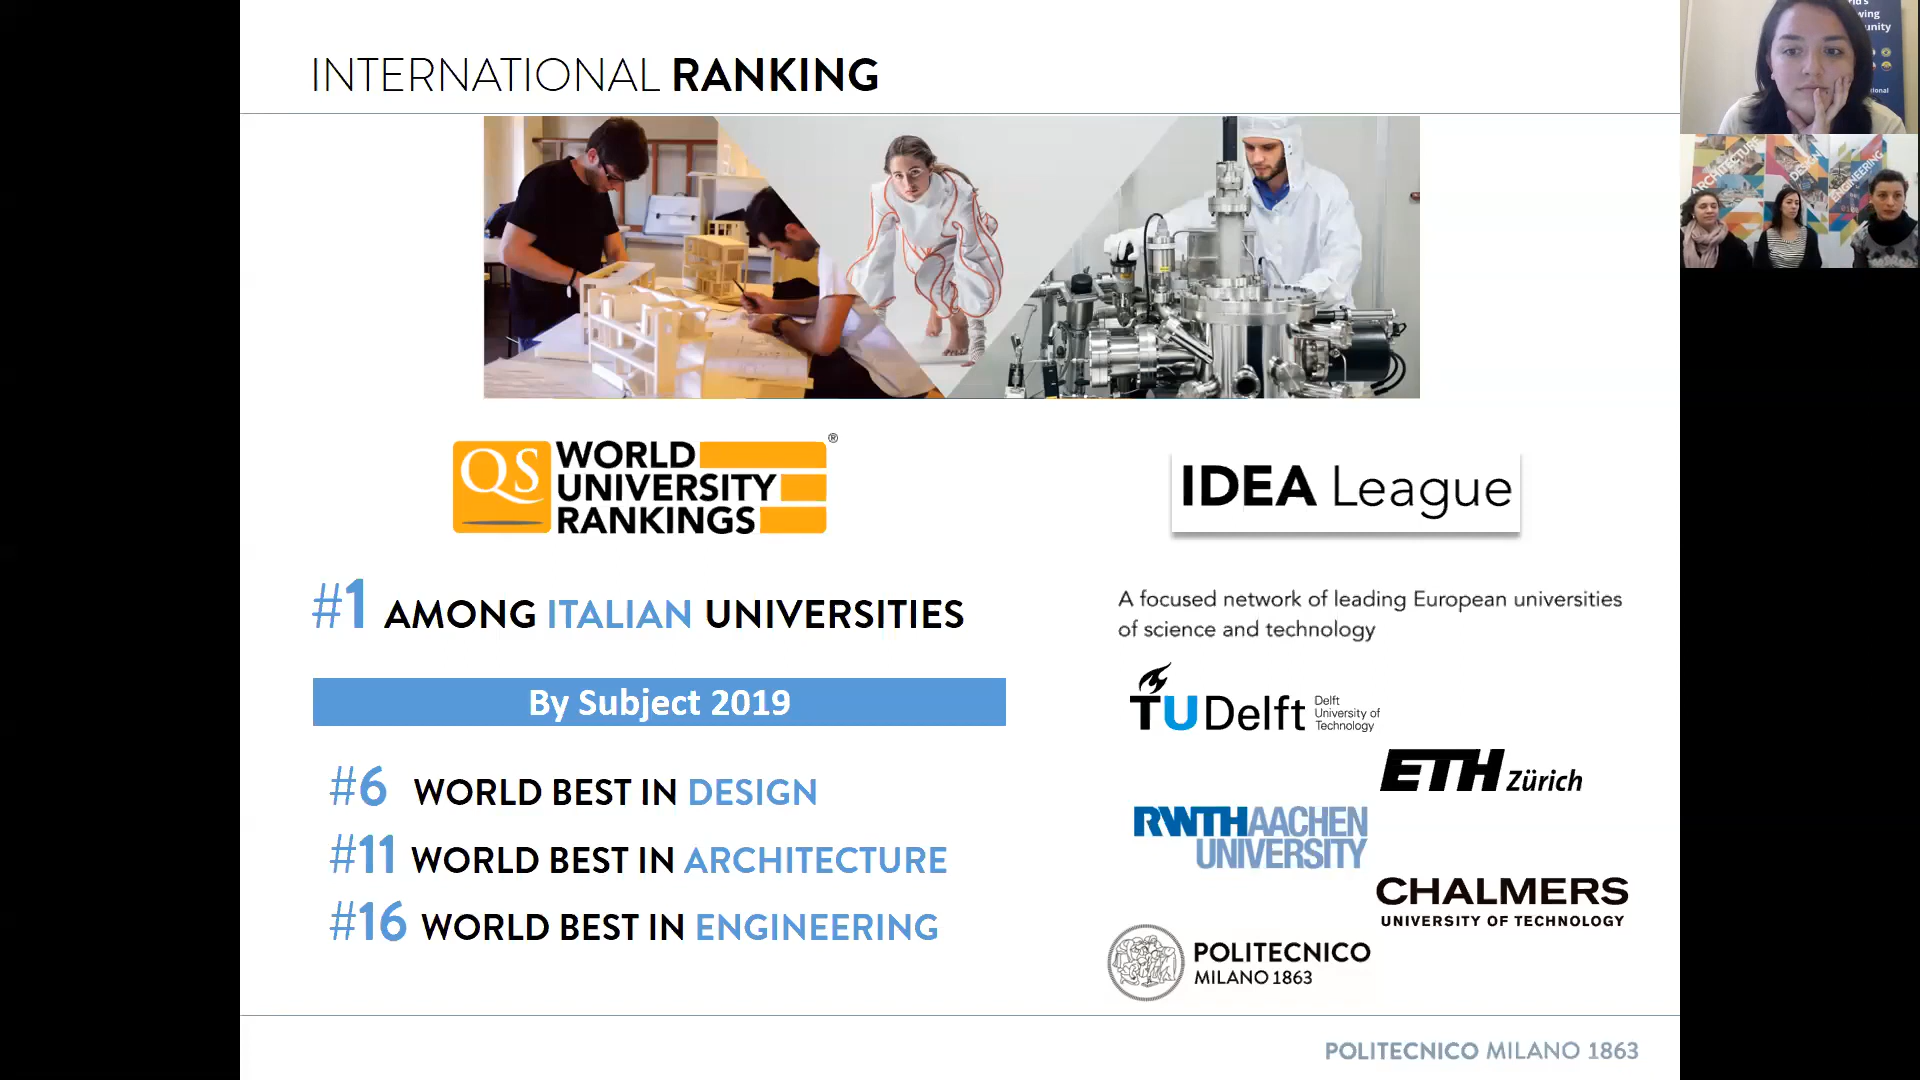 INTERNATIONAL RANKING
QS WORLD
UNIVERSITY
RANKINGS
®
#1 AMONG ITALIAN UNIVERSITIES
By Subject 2019
#6 WORLD BEST IN DESIGN
#11 WORLD BEST IN ARCHITECTURE
#16 WORLD BEST IN ENGINEERING
IDEA League
A focused network of leading European universities
of science and technology
TU Delft
Delft
University of
Technology
ETH Zürich
RWTH AACHEN
UNIVERSITY
CHALMERS
UNIVERSITY OF TECHNOLOGY
POLITECNICO
MILANO 1863
POLITECNICO MILANO 1863
ARCHITECTURE
DESIGN
ENGINEERING